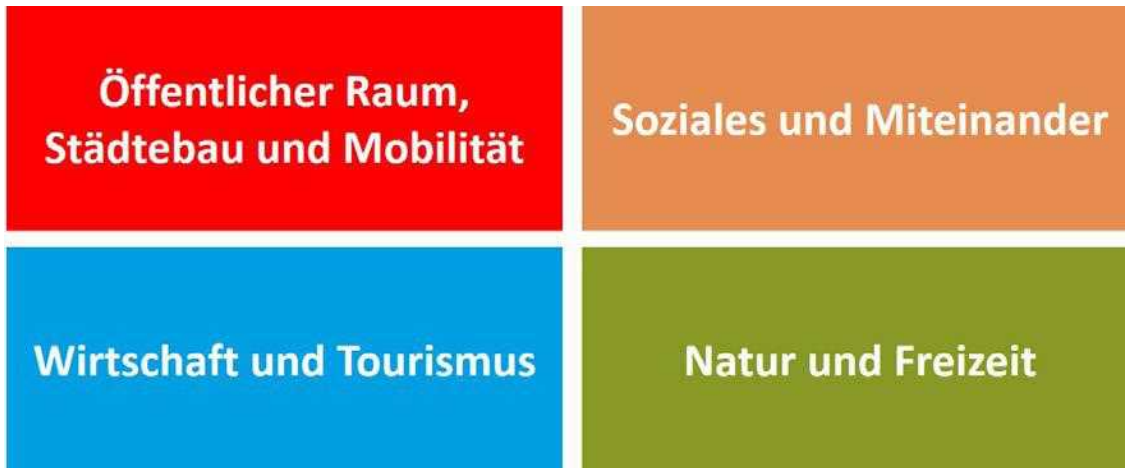 Öffentlicher Raum,
Städtebau und Mobilität
Soziales und Miteinander
Wirtschaft und Tourismus
Natur und Freizeit